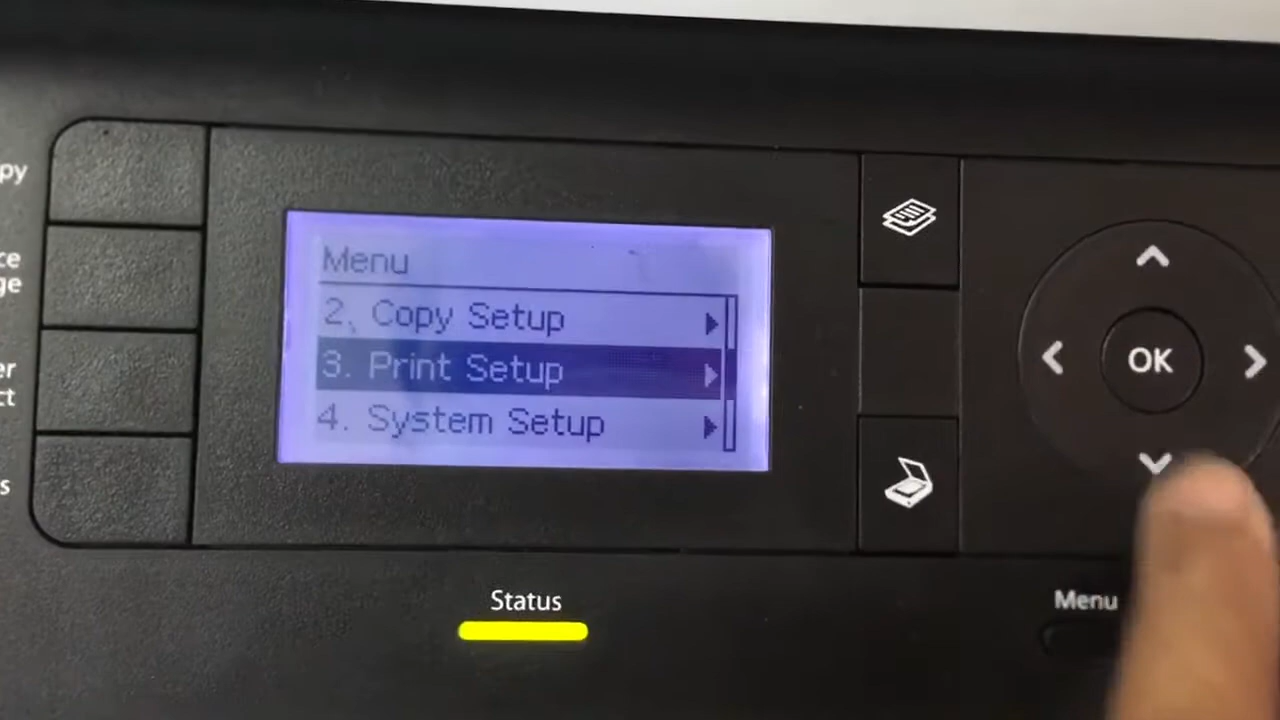 Menu
2. Copy Setup
3. Print Setup
4. System Setup
OK
Status
Menu